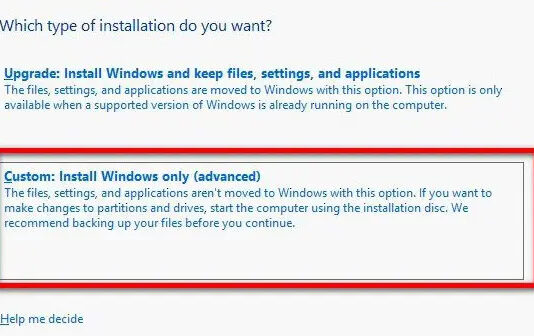 Which type of installation do you want?
Upgrade: Install Windows and keep files, settings, and applications
The files, settings, and applications are moved to Windows with this option. This option is only
available when a supported version of Windows is already running on the computer.
Custom: Install Windows only (advanced)
The files, settings, and applications aren't moved to Windows with this option. If you want to
make changes to partitions and drives, start the computer using the installation disc. We
recommend backing up your files before you continue.
Help me decide